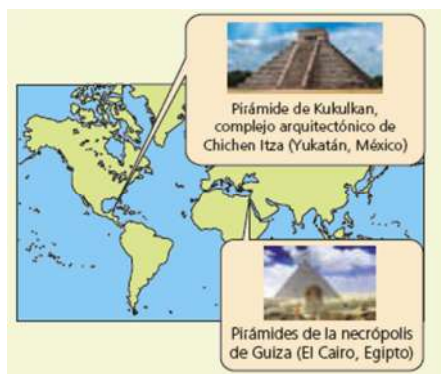 Pirámide de Kukulkan,
complejo arquitectónico de
Chichen Itza (Yukatán, México)
Pirámides de la necrópolis
de Guiza (El Cairo, Egipto)